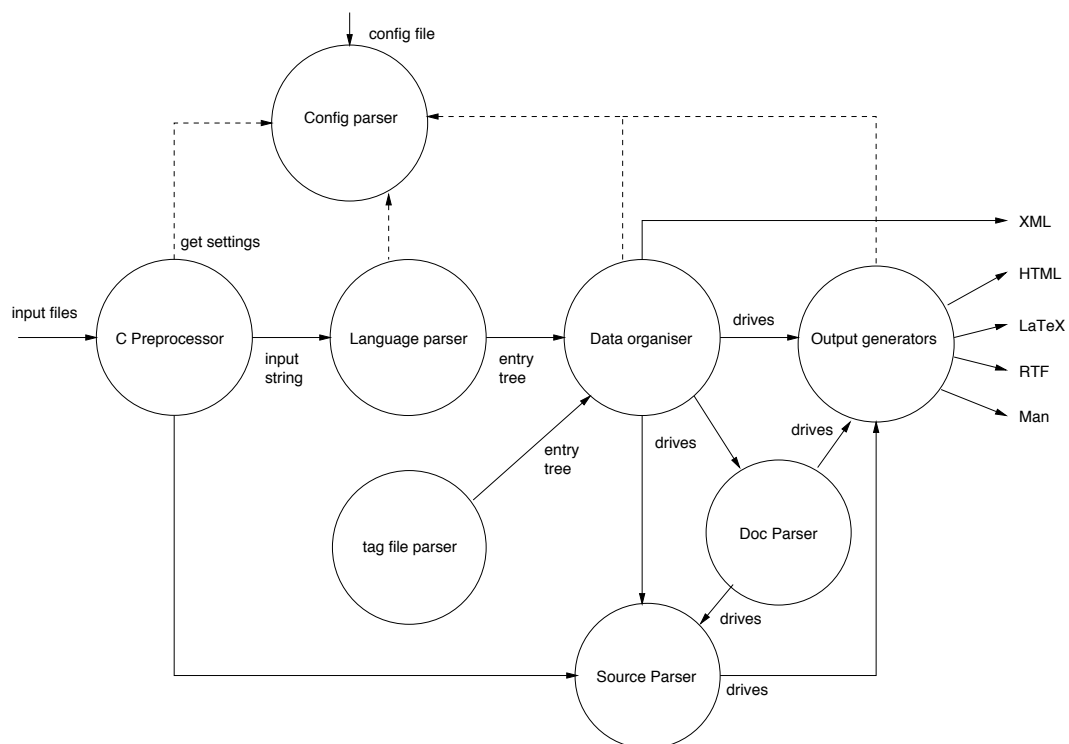 config file
Config parser
get settings
XML
HTML
input files
drives
LaTeX
C Preprocessor
Language parser
Data organiser
Output generators
input
string
entry
tree
RTF
Man
drives
drives
entry
tree
Doc Parser
tag file parser
drives
Source Parser
drives